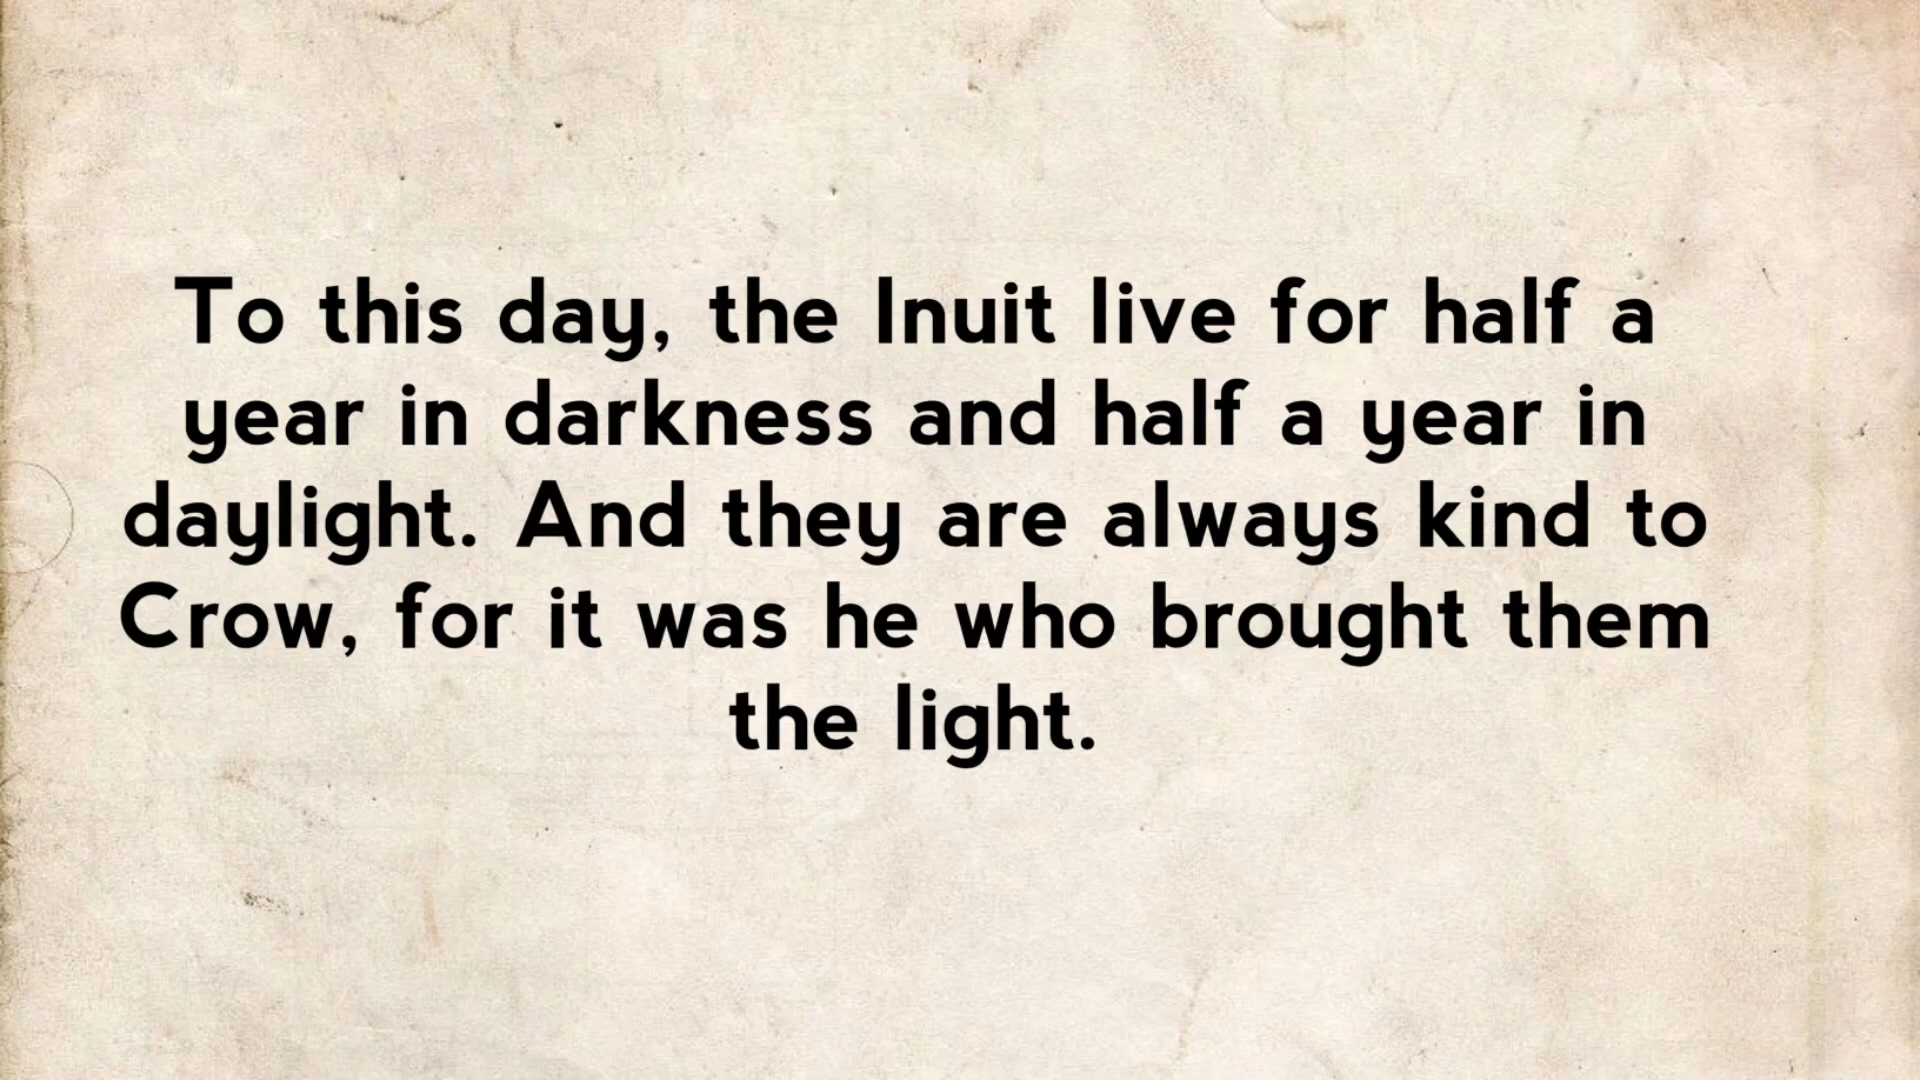 To this day, the Inuit live for half a
year in darkness and half a year in
daylight. And they are always kind to
Crow, for it was he who brought them
the light.